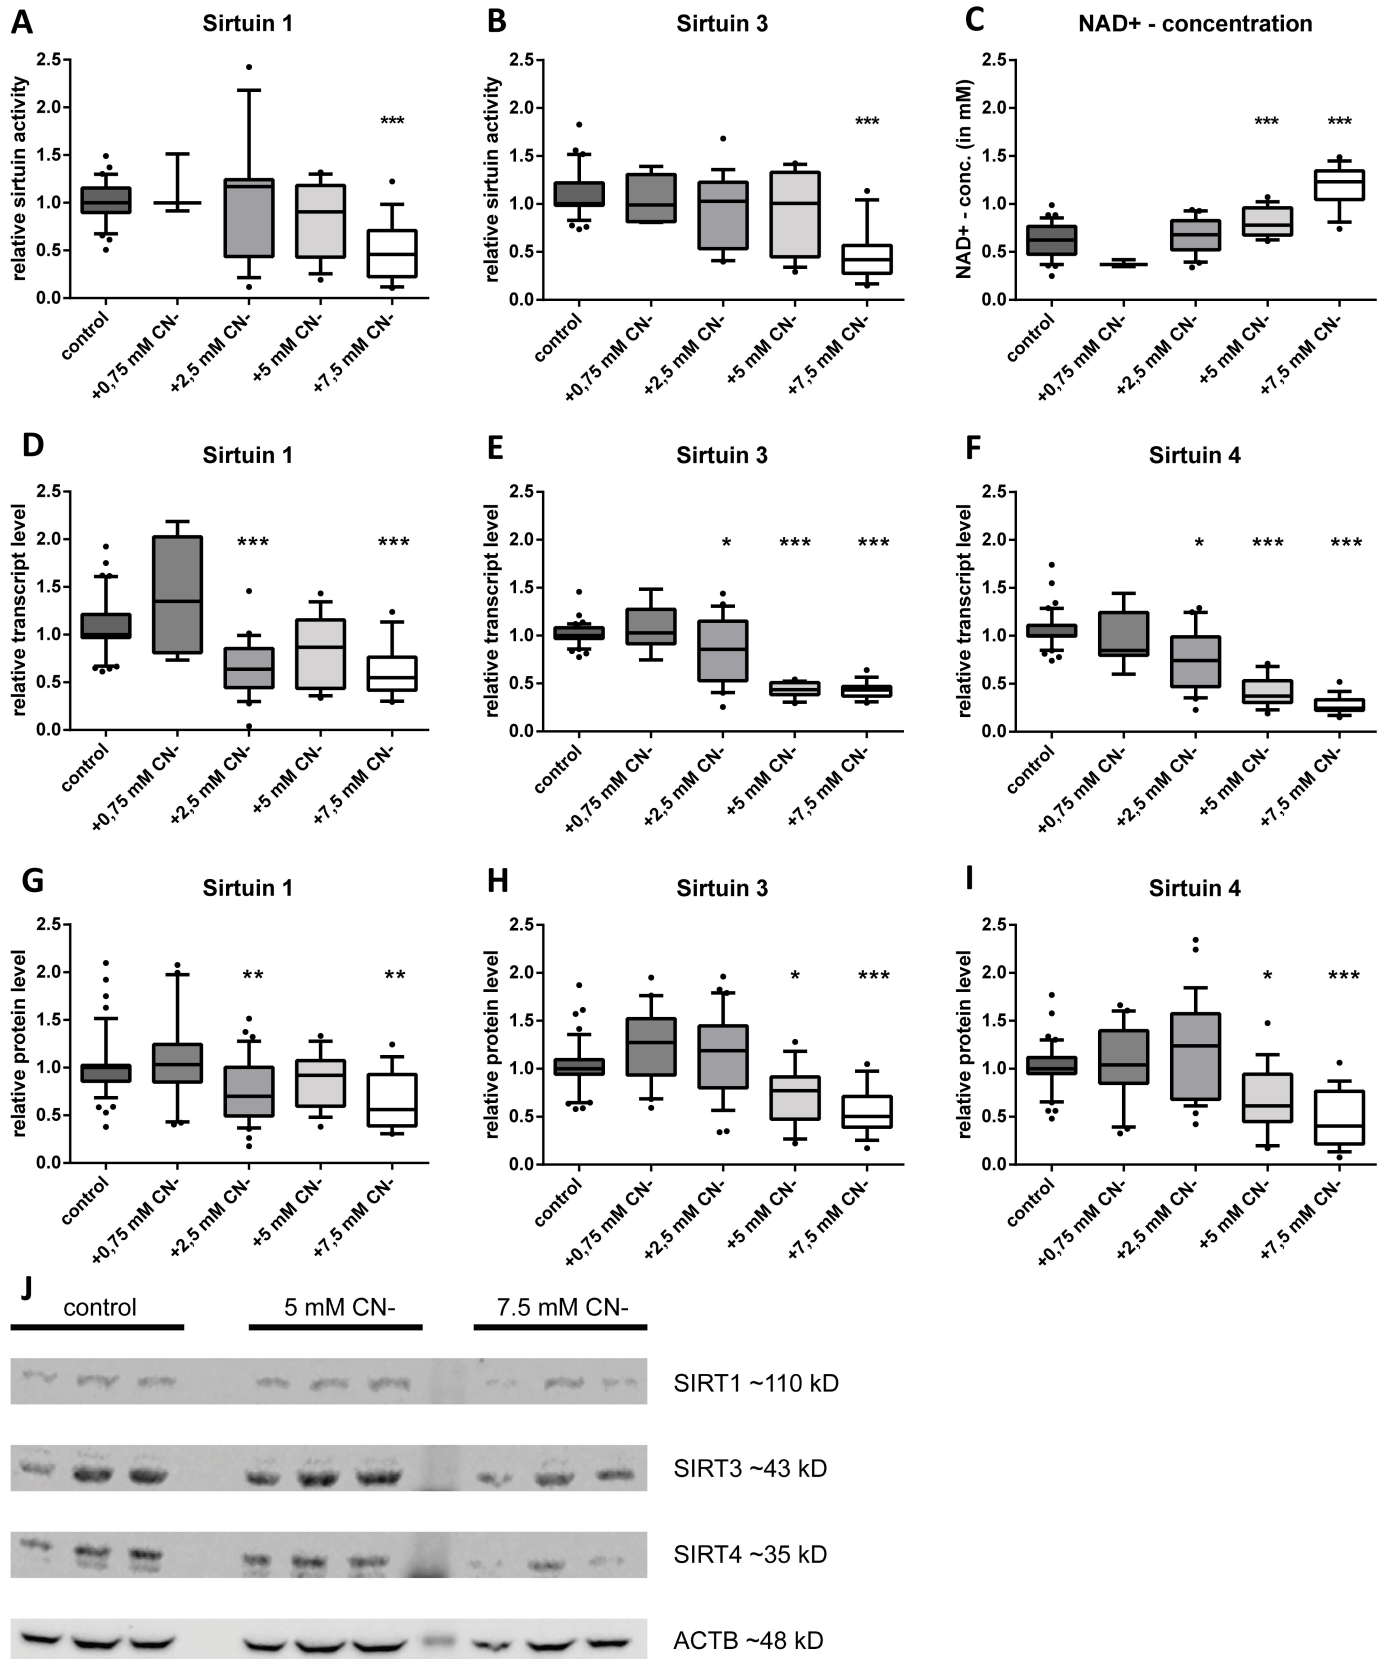 A Sirtuin 1
relative sirtuin activity
2.5
2.0
1.5
1.0
0.5
0.0
***
control
+0,75 mM CN-
+2,5 mM CN-
+5 mM CN-
+7,5 mM CN-
B Sirtuin 3
relative sirtuin activity
2.5
2.0
1.5
1.0
0.5
0.0
***
control
+0,75 mM CN-
+2,5 mM CN-
+5 mM CN-
+7,5 mM CN-
C NAD+ - concentration
NAD+ - conc. (in mM)
2.5
2.0
1.5
1.0
0.5
0.0
*** ***
control
+0,75 mM CN-
+2,5 mM CN-
+5 mM CN-
+7,5 mM CN-
D Sirtuin 1
relative transcript level
2.5
2.0
1.5
1.0
0.5
0.0
*** ***
control
+0,75 mM CN-
+2,5 mM CN-
+5 mM CN-
+7,5 mM CN-
E Sirtuin 3
relative transcript level
2.5
2.0
1.5
1.0
0.5
0.0
* *** ***
control
+0,75 mM CN-
+2,5 mM CN-
+5 mM CN-
+7,5 mM CN-
F Sirtuin 4
relative transcript level
2.5
2.0
1.5
1.0
0.5
0.0
* *** ***
control
+0,75 mM CN-
+2,5 mM CN-
+5 mM CN-
+7,5 mM CN-
G Sirtuin 1
relative protein level
2.5
2.0
1.5
1.0
0.5
0.0
** **
control
+0,75 mM CN-
+2,5 mM CN-
+5 mM CN-
+7,5 mM CN-
H Sirtuin 3
relative protein level
2.5
2.0
1.5
1.0
0.5
0.0
* ***
control
+0,75 mM CN-
+2,5 mM CN-
+5 mM CN-
+7,5 mM CN-
I Sirtuin 4
relative protein level
2.5
2.0
1.5
1.0
0.5
0.0
* ***
control
+0,75 mM CN-
+2,5 mM CN-
+5 mM CN-
+7,5 mM CN-
J
control 5 mM CN- 7.5 mM CN-
SIRT1 ~110 kD
SIRT3 ~43 kD
SIRT4 ~35 kD
ACTB ~48 kD